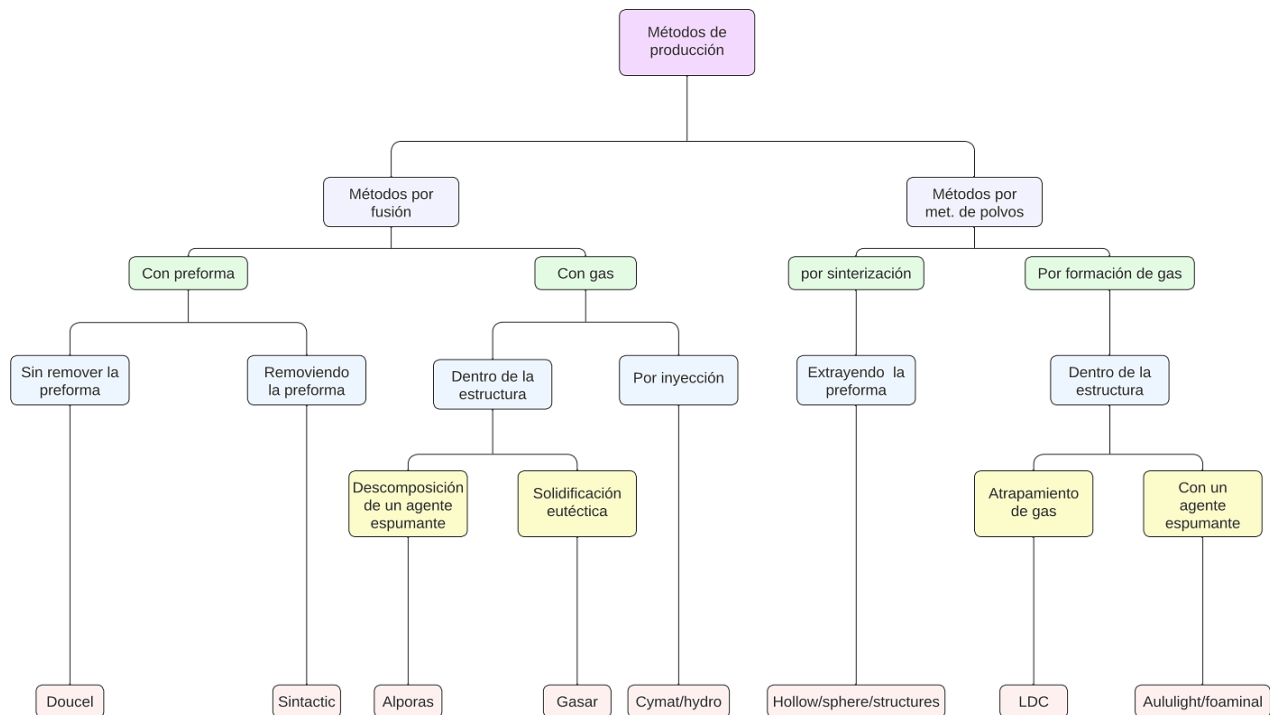 Métodos de
producción
Métodos por
fusión
Métodos por
met. de polvos
Con preforma
Con gas
por sinterización
Por formación de gas
Sin remover la
preforma
Removiendo
la preforma
Dentro de la
estructura
Por inyección
Extrayendo  la
preforma
Dentro de la
estructura
Descomposición
de un agente
espumante
Solidificación
eutéctica
Atrapamiento
de gas
Con un
agente
espumante
Doucel
Sintactic
Alporas
Gasar
Cymat/hydro
Hollow/sphere/structures
LDC
Aululight/foaminal